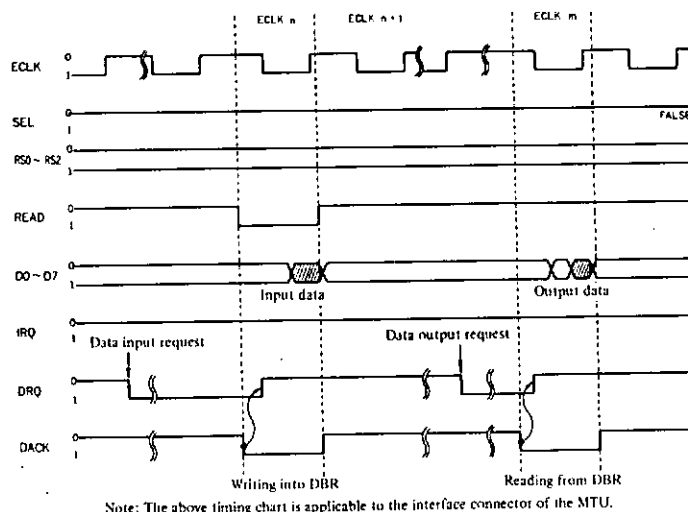 ECLK n
ECLK n+1
ECLK m
ECLK
0
1
SEL
0
1
FALSE
RS0 ~ RS2
0
1
READ
0
1
D0 ~ D7
0
1
Input data
Output data
IRQ
0
1
Data input request
Data output request
DRQ
0
1
DACK
0
1
Writing into DBR
Reading from DBR
Note: The above timing chart is applicable to the interface connector of the MTU.